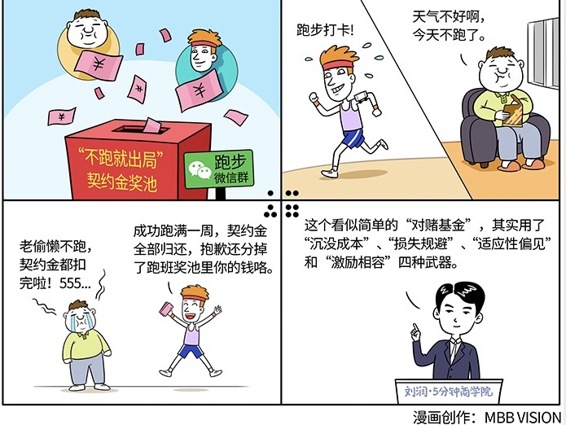 ¥
¥
¥
¥
¥
“不跑就出局”
契约金奖池
跑步
微信群
跑步打卡!
天气不好啊，
今天不跑了。
老偷懒不跑，
契约金都扣
完啦！555...
成功跑满一周，契约金
全部归还，抱歉还分掉
了跑班奖池里你的钱咯。
这个看似简单的“对赌基金”，其实用了
“沉没成本”、“损失规避”、“适应性偏见”
和“激励相容”四种武器。
刘润·5分钟商学院
漫画创作：MBB VISION